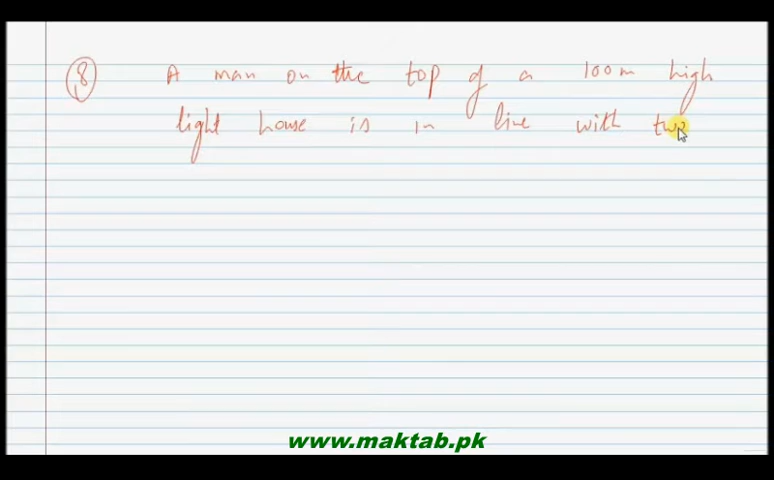 8 A man on the top of a 100m high
light house is in line with two
www.maktab.pk